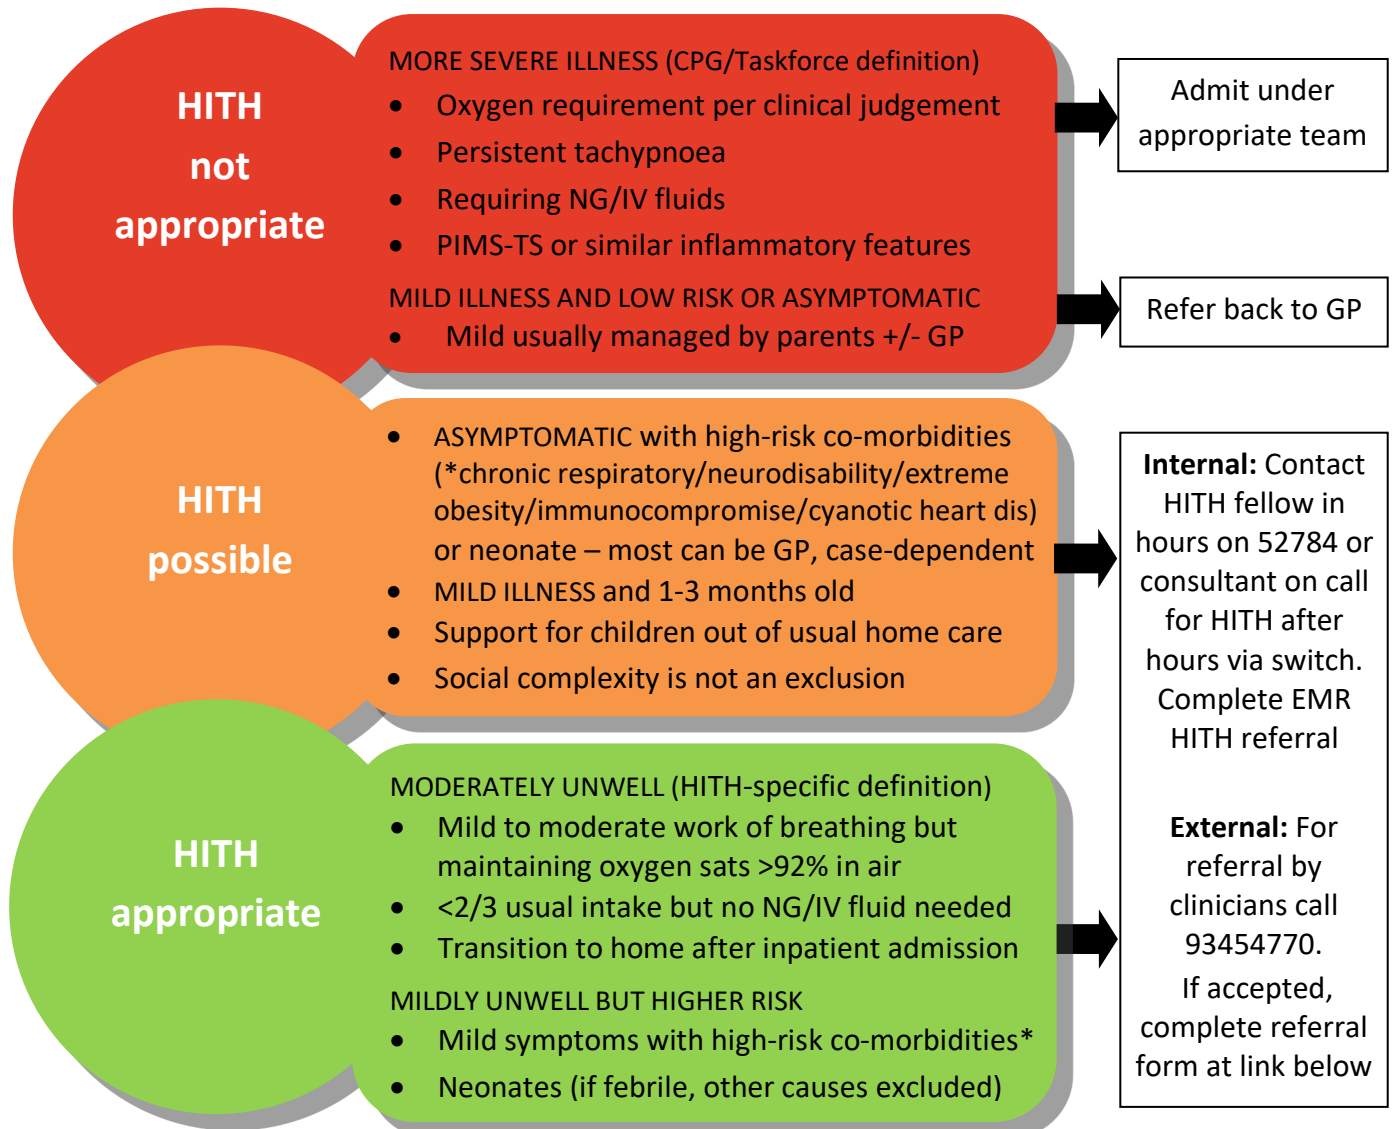 HITH
not
appropriate
MORE SEVERE ILLNESS (CPG/Taskforce definition)
• Oxygen requirement per clinical judgement
• Persistent tachypnoea
• Requiring NG/IV fluids
• PIMS-TS or similar inflammatory features
MILD ILLNESS AND LOW RISK OR ASYMPTOMATIC
• Mild usually managed by parents +/- GP
Admit under
appropriate team
Refer back to GP
HITH
possible
• ASYMPTOMATIC with high-risk co-morbidities
(*chronic respiratory/neurodisability/extreme
obesity/immunocompromise/cyanotic heart dis)
or neonate – most can be GP, case-dependent
• MILD ILLNESS and 1-3 months old
• Support for children out of usual home care
• Social complexity is not an exclusion
HITH
appropriate
MODERATELY UNWELL (HITH-specific definition)
• Mild to moderate work of breathing but
maintaining oxygen sats >92% in air
• <2/3 usual intake but no NG/IV fluid needed
• Transition to home after inpatient admission
MILDLY UNWELL BUT HIGHER RISK
• Mild symptoms with high-risk co-morbidities*
• Neonates (if febrile, other causes excluded)
Internal: Contact
HITH fellow in
hours on 52784 or
consultant on call
for HITH after
hours via switch.
Complete EMR
HITH referral
External: For
referral by
clinicians call
93454770.
If accepted,
complete referral
form at link below